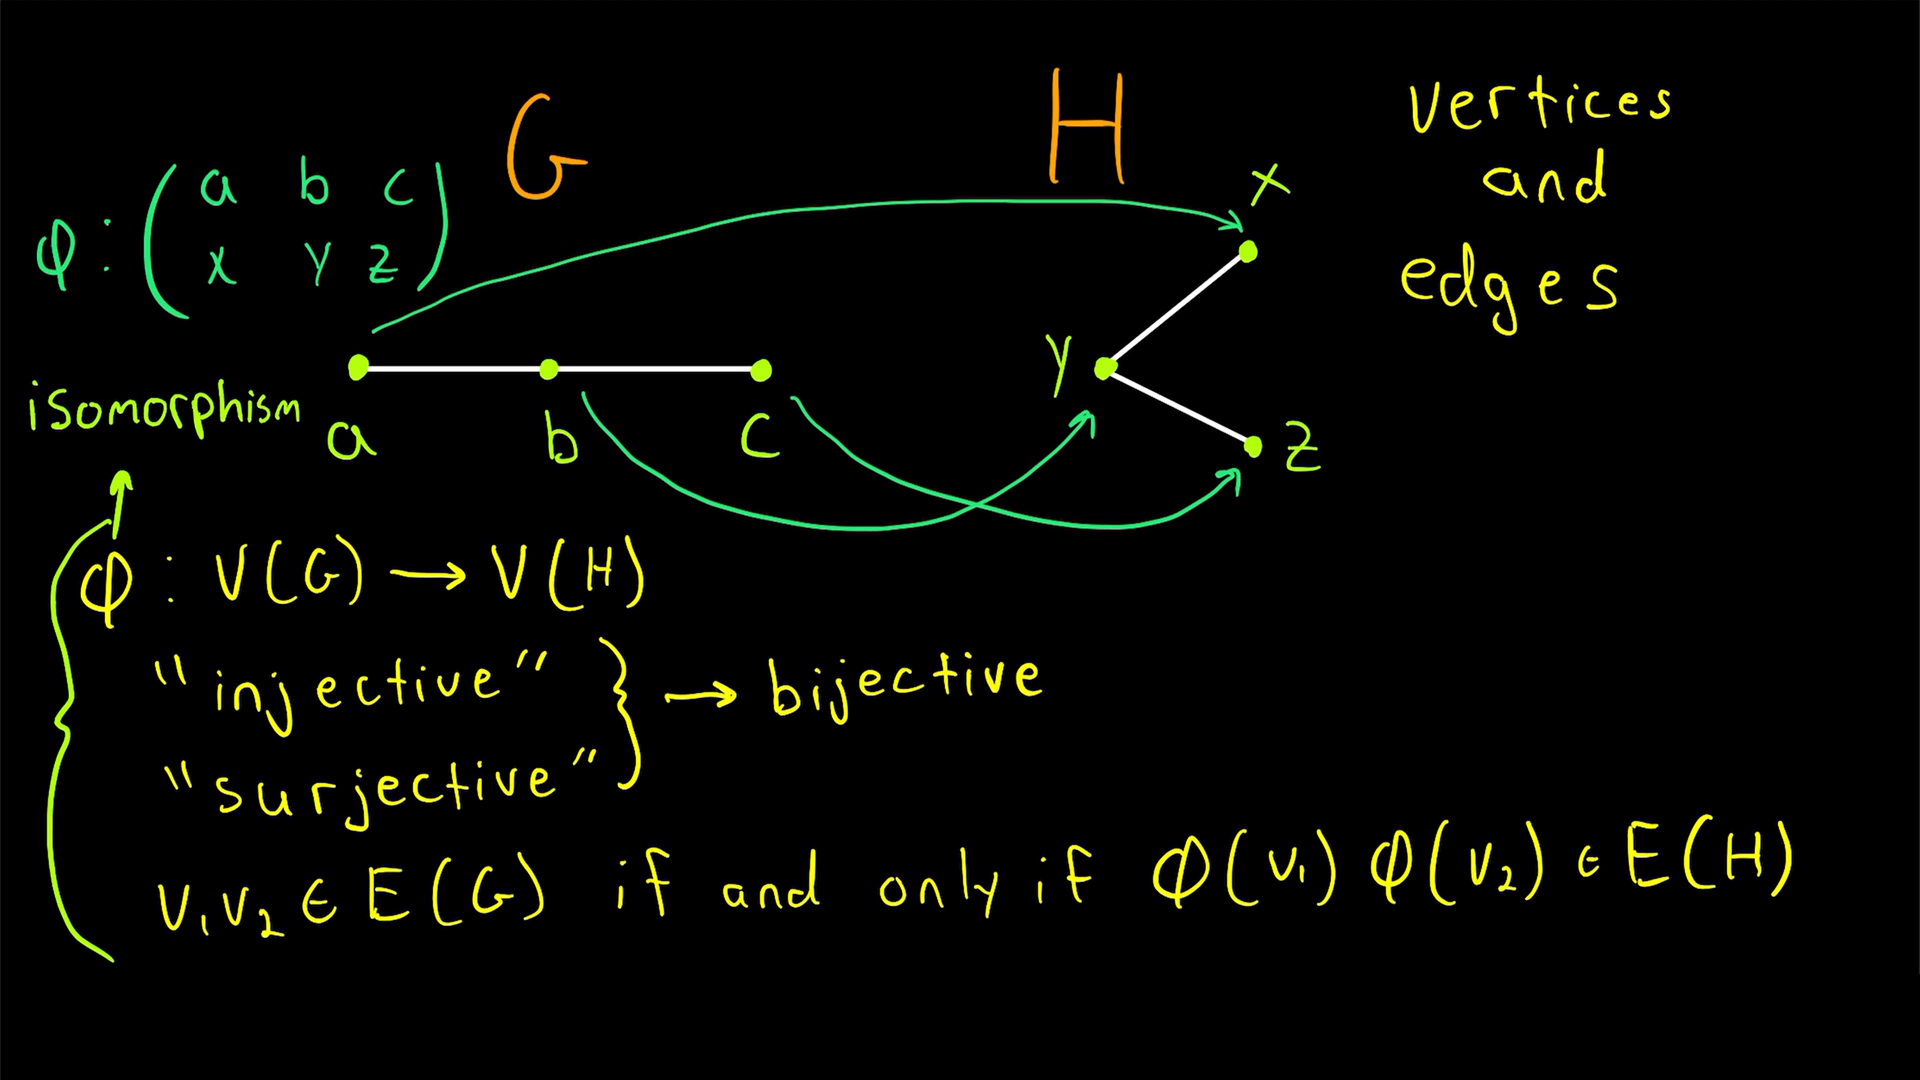 G H
vertices
and
edges
φ : ( a b c
x y z )
x
y
z
isomorphism
a b c
φ : V(G) → V(H)
"injective" } → bijective
"surjective"
v₁v₂ ∈ E(G) if and only if φ(v₁) φ(v₂) ∈ E(H)